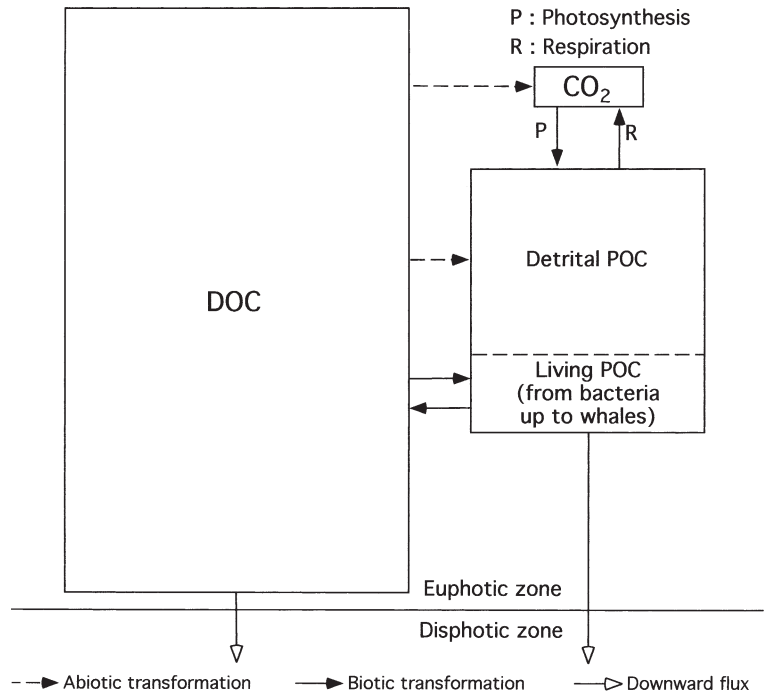 P : Photosynthesis
R : Respiration
CO₂
P
R
Detrital POC
DOC
Living POC
(from bacteria
up to whales)
Euphotic zone
Disphotic zone
Abiotic transformation
Biotic transformation
Downward flux